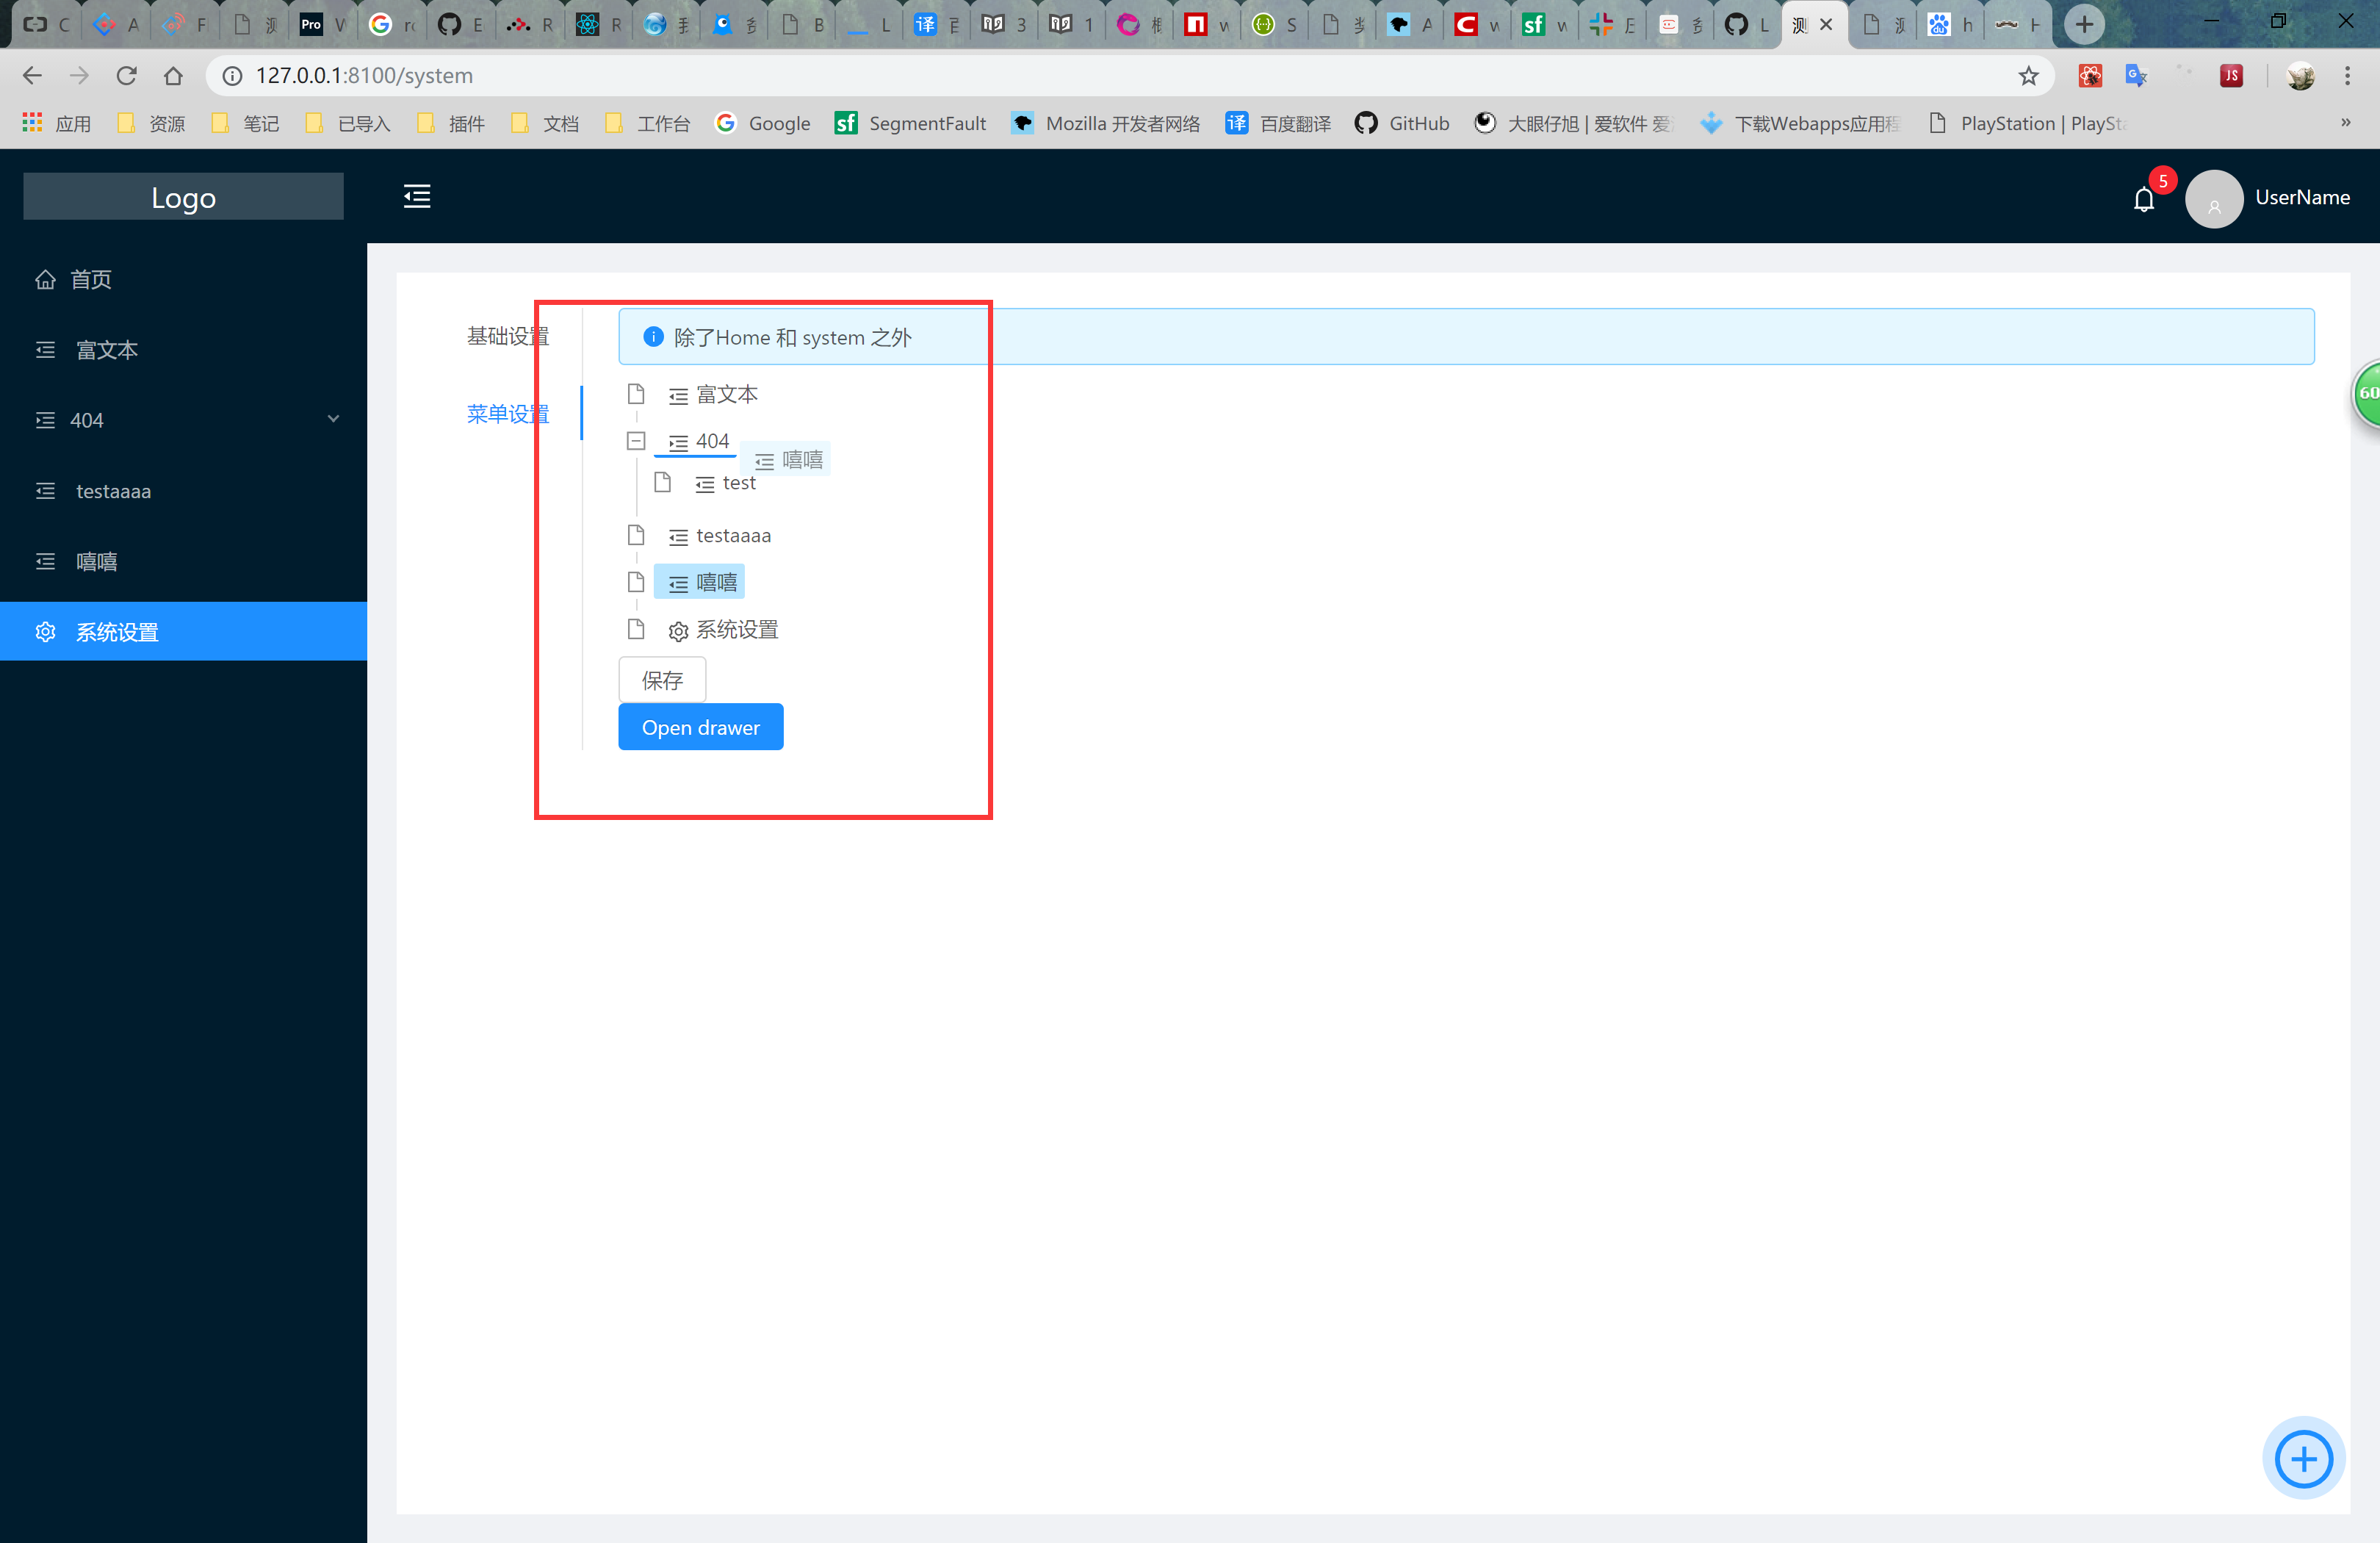 127.0.0.1:8100/system
应用 资源 笔记 已导入 插件 文档 工作台 Google SegmentFault Mozilla 开发者网络 百度翻译 GitHub 大眼仔旭 | 爱软件 下载Webapps应用程 PlayStation |
Logo
5
UserName
首页
富文本
404
testaaaa
嘻嘻
系统设置
基础设置
菜单设置
除了Home 和 system 之外
富文本
404
嘻嘻
test
testaaaa
嘻嘻
系统设置
保存
Open drawer
60